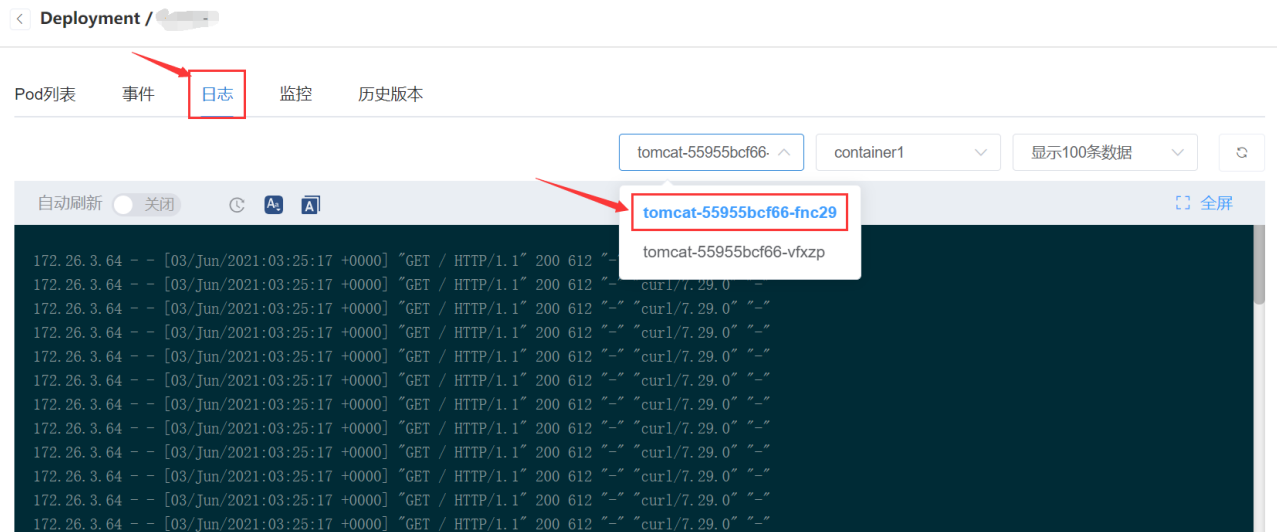 Deployment /
Pod列表 事件 日志 监控 历史版本
tomcat-55955bcf66- container1 显示100条数据
自动刷新 关闭 全屏
tomcat-55955bcf66-fnc29
tomcat-55955bcf66-vfxzp
172.26.3.64 - - [03/Jun/2021:03:25:17 +0000] "GET / HTTP/1.1" 200 612 "-"
172.26.3.64 - - [03/Jun/2021:03:25:17 +0000] "GET / HTTP/1.1" 200 612 "-" "curl/7.29.0" "-"
172.26.3.64 - - [03/Jun/2021:03:25:17 +0000] "GET / HTTP/1.1" 200 612 "-" "curl/7.29.0" "-"
172.26.3.64 - - [03/Jun/2021:03:25:17 +0000] "GET / HTTP/1.1" 200 612 "-" "curl/7.29.0" "-"
172.26.3.64 - - [03/Jun/2021:03:25:17 +0000] "GET / HTTP/1.1" 200 612 "-" "curl/7.29.0" "-"
172.26.3.64 - - [03/Jun/2021:03:25:17 +0000] "GET / HTTP/1.1" 200 612 "-" "curl/7.29.0" "-"
172.26.3.64 - - [03/Jun/2021:03:25:17 +0000] "GET / HTTP/1.1" 200 612 "-" "curl/7.29.0" "-"
172.26.3.64 - - [03/Jun/2021:03:25:17 +0000] "GET / HTTP/1.1" 200 612 "-" "curl/7.29.0" "-"
172.26.3.64 - - [03/Jun/2021:03:25:17 +0000] "GET / HTTP/1.1" 200 612 "-" "curl/7.29.0" "-"
172.26.3.64 - - [03/Jun/2021:03:25:17 +0000] "GET / HTTP/1.1" 200 612 "-" "curl/7.29.0" "-"
172.26.3.64 - - [03/Jun/2021:03:25:17 +0000] "GET / HTTP/1.1" 200 612 "-" "curl/7.29.0" "-"
172.26.3.64 - - [03/Jun/2021:03:25:17 +0000] "GET / HTTP/1.1" 200 612 "-" "curl/7.29.0" "-"